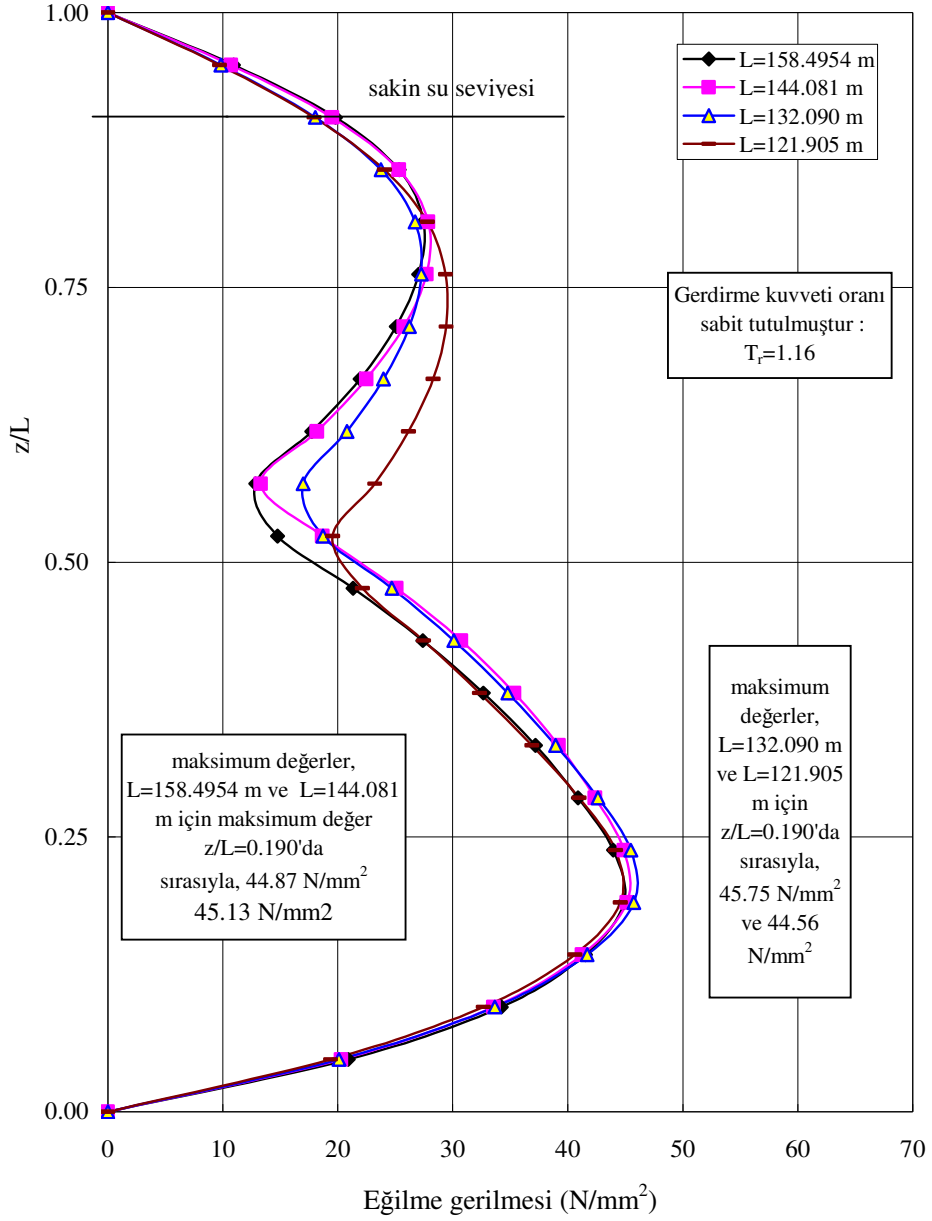 1.00
0.75
0.50
0.25
0.00
z/L
sakin su seviyesi
L=158.4954 m
L=144.081 m
L=132.090 m
L=121.905 m
Gerdirme kuvveti oranı
sabit tutulmuştur :
Tᵣ=1.16
maksimum değerler,
L=158.4954 m ve L=144.081
m için maksimum değer
z/L=0.190'da
sırasıyla, 44.87 N/mm²
45.13 N/mm2
maksimum
değerler,
L=132.090 m
ve L=121.905
m için
z/L=0.190'da
sırasıyla,
45.75 N/mm²
ve 44.56
N/mm²
0 10 20 30 40 50 60 70
Eğilme gerilmesi (N/mm²)